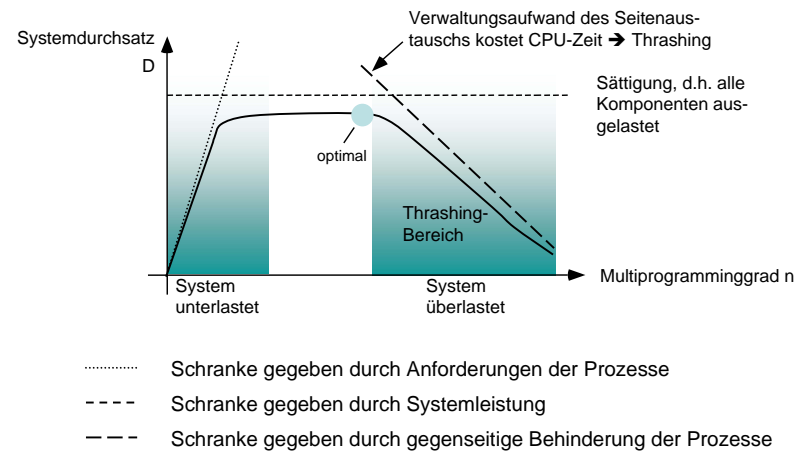 Verwaltungsaufwand des Seitenaus-
tauschs kostet CPU-Zeit ➔ Thrashing
Systemdurchsatz
D
Sättigung, d.h. alle
Komponenten aus-
gelastet
optimal
Thrashing-
Bereich
Multiprogramminggrad n
System
unterlastet
System
überlastet
Schranke gegeben durch Anforderungen der Prozesse
Schranke gegeben durch Systemleistung
Schranke gegeben durch gegenseitige Behinderung der Prozesse